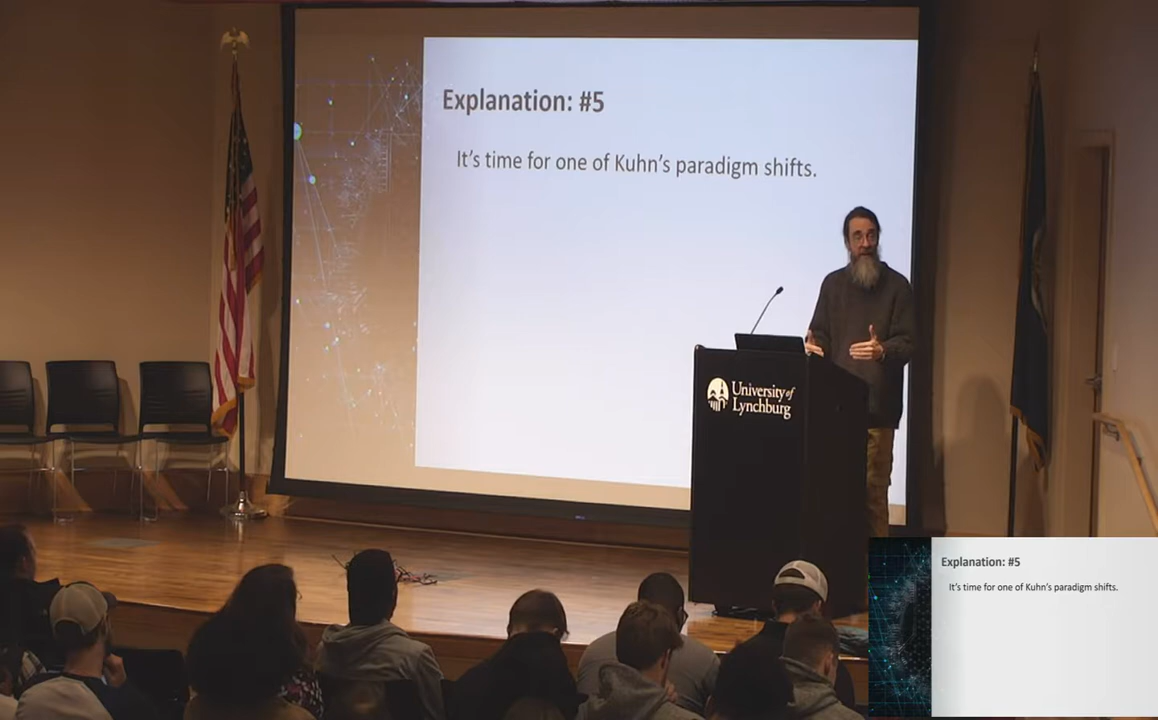 Explanation: #5
It's time for one of Kuhn's paradigm shifts.
University of
Lynchburg
Explanation: #5
It's time for one of Kuhn's paradigm shifts.